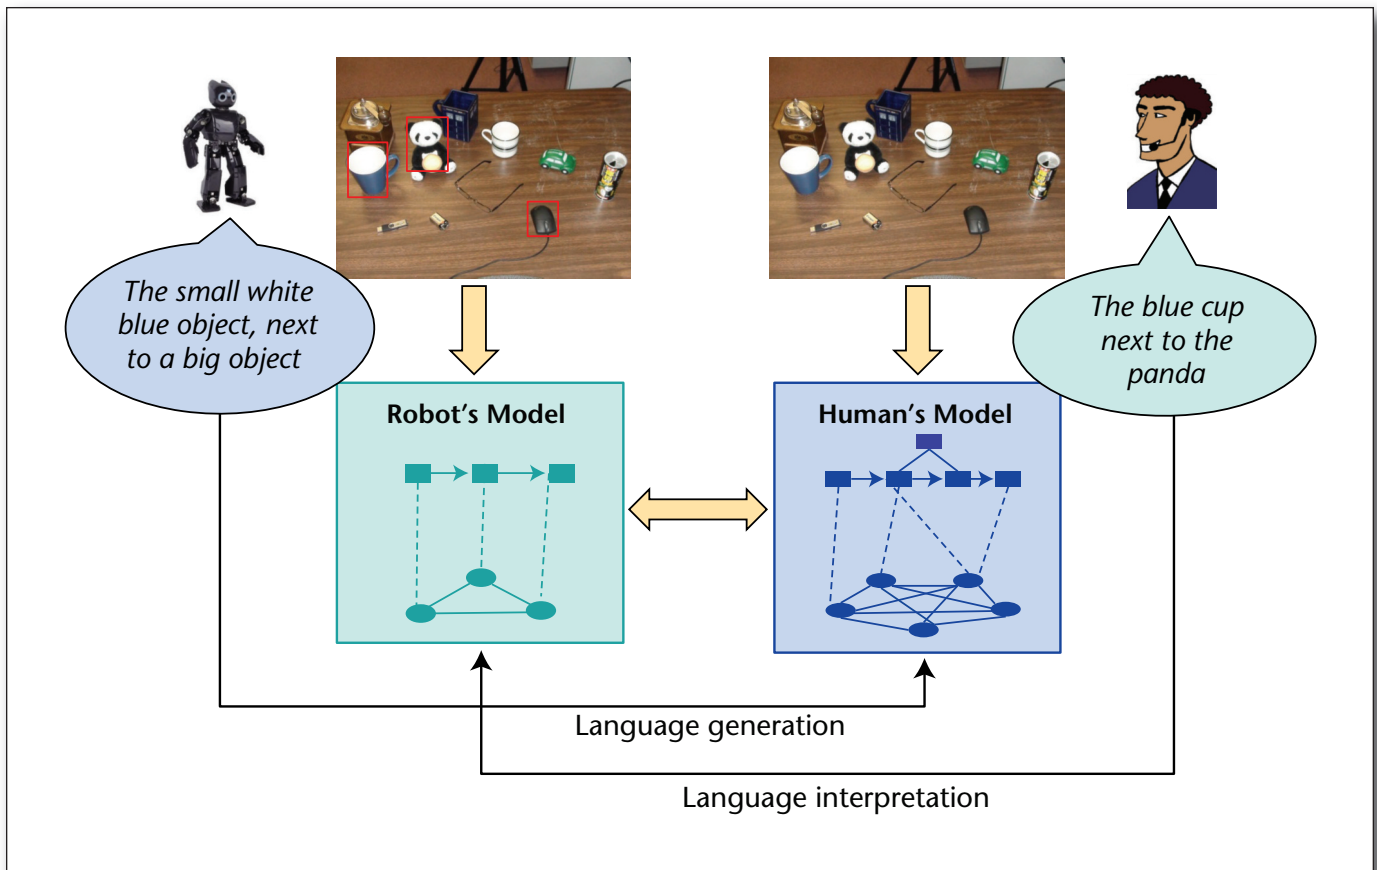 The small white
blue object, next
to a big object
The blue cup
next to the
panda
Robot’s Model
Human’s Model
Language generation
Language interpretation